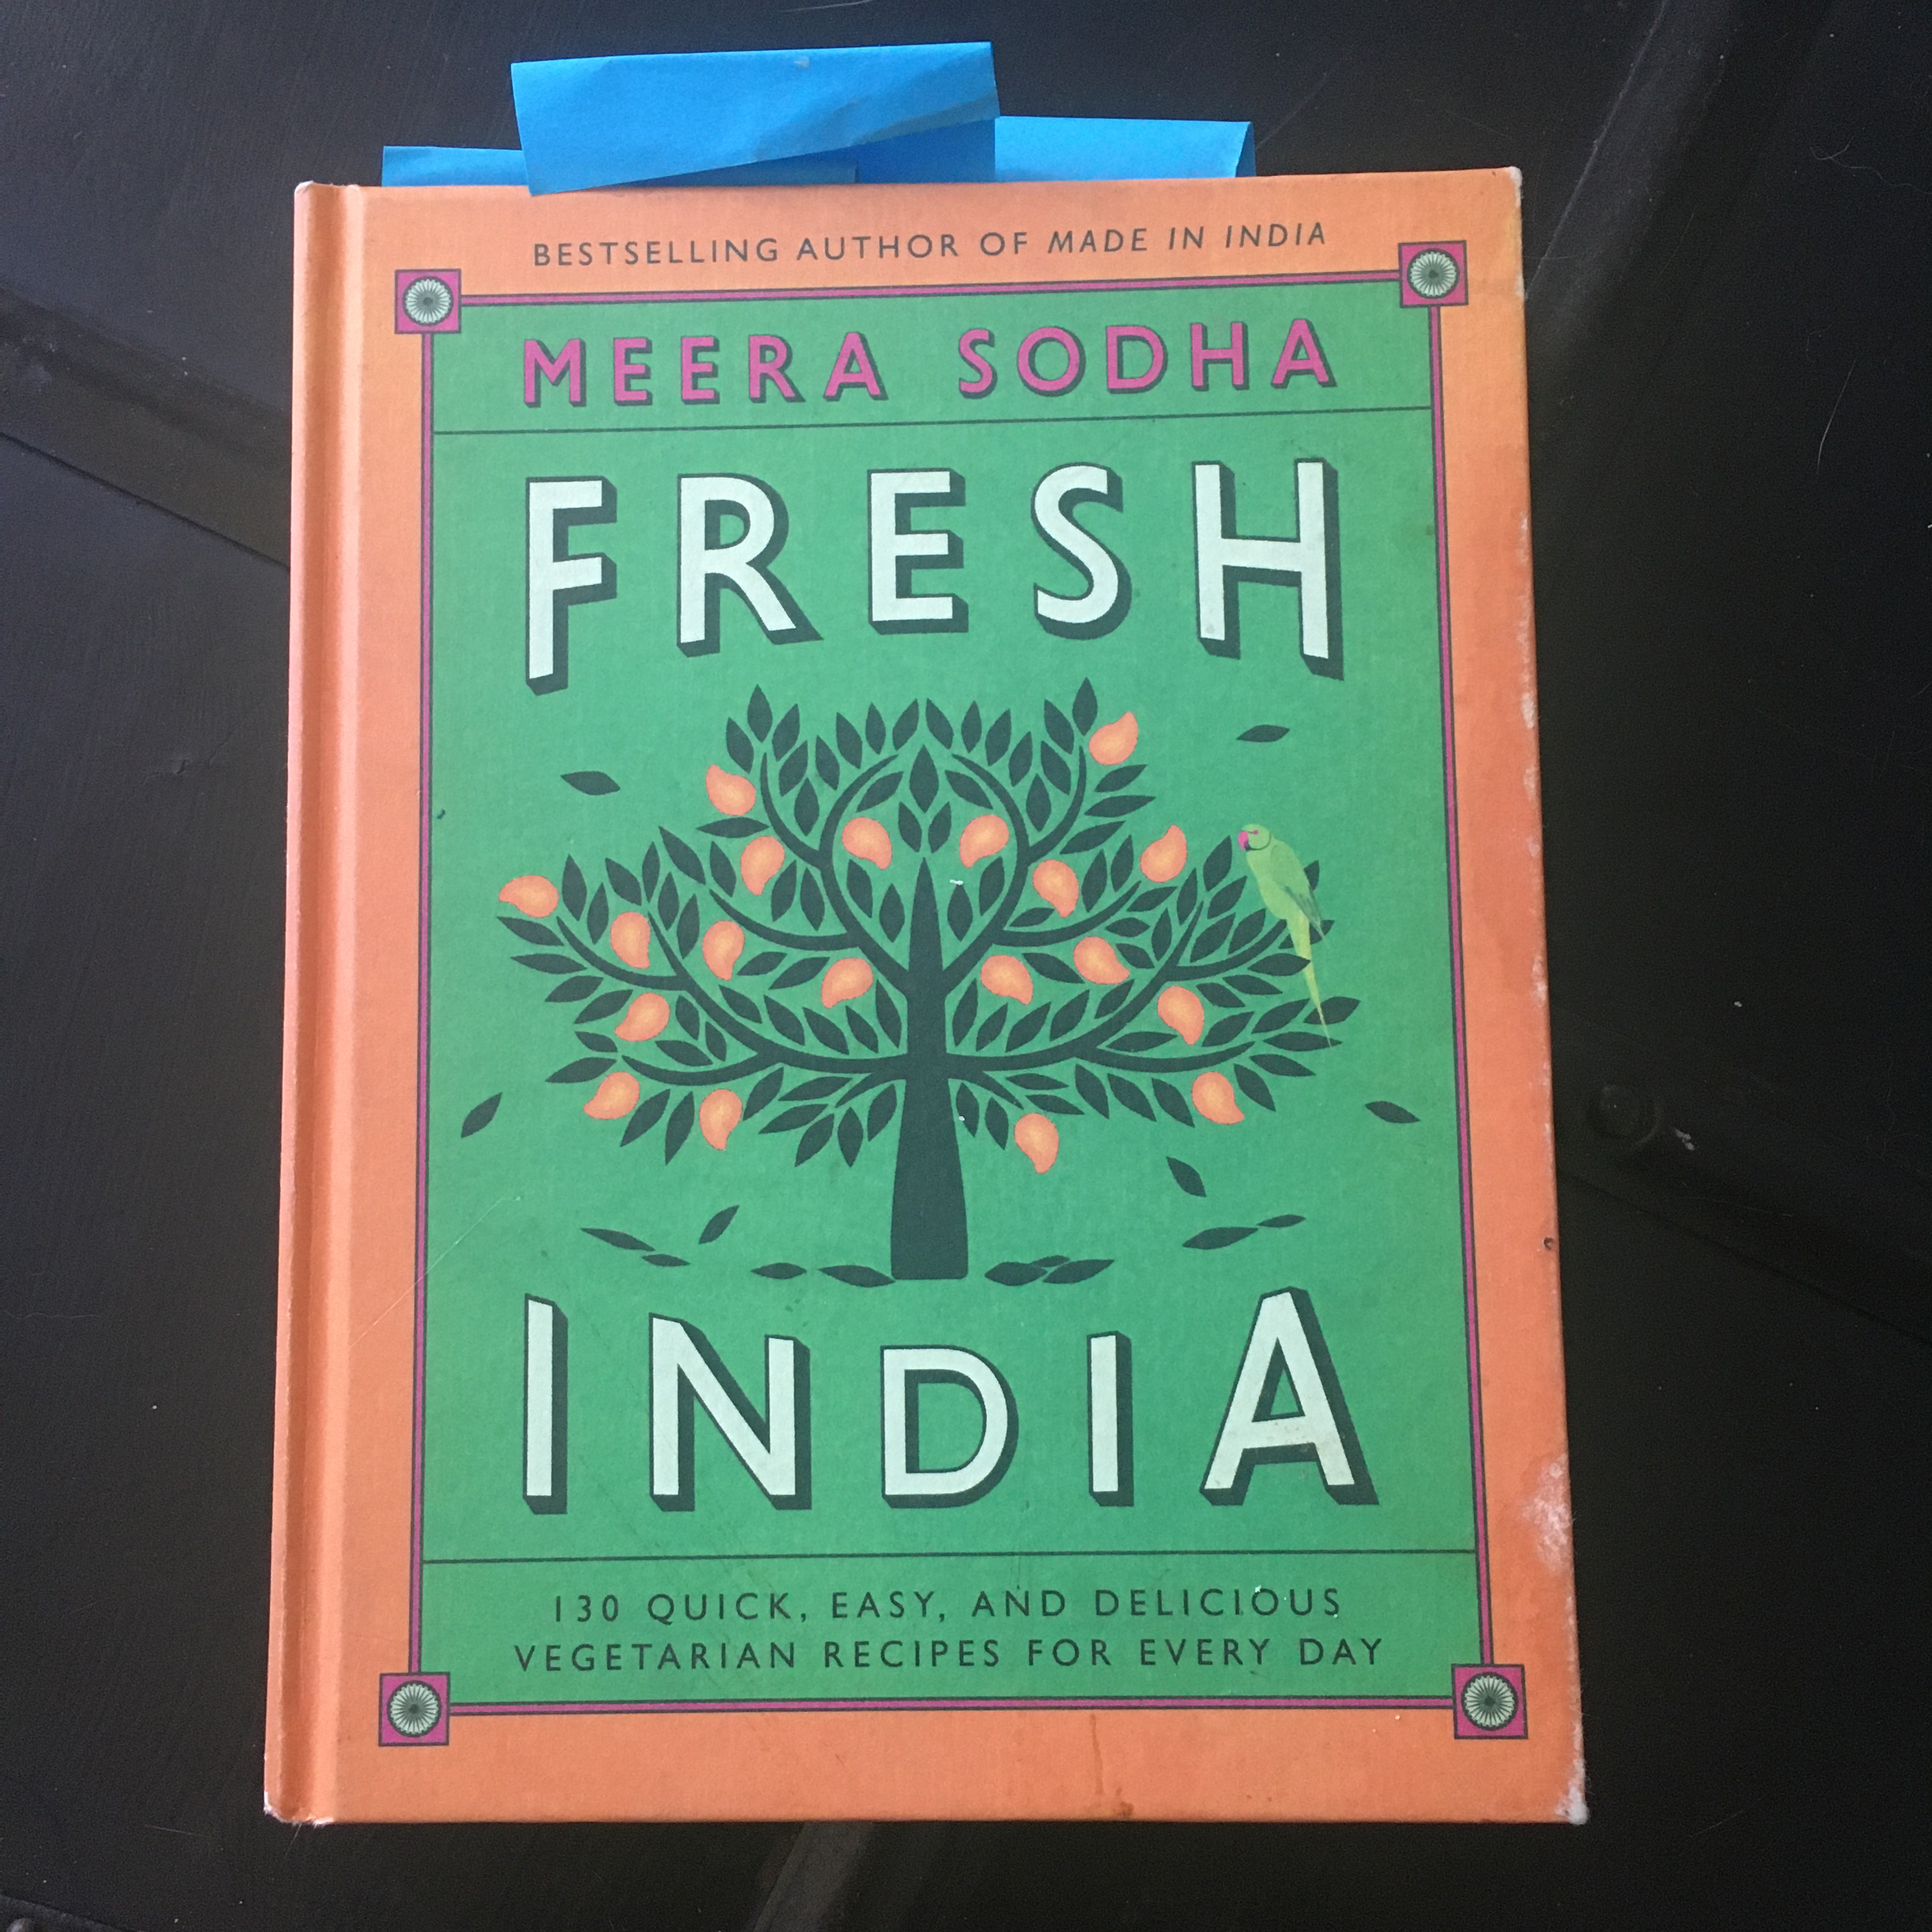 BESTSELLING AUTHOR OF MADE IN INDIA
MEERA SODHA
FRESH
INDIA
130 QUICK, EASY, AND DELICIOUS
VEGETARIAN RECIPES FOR EVERY DAY